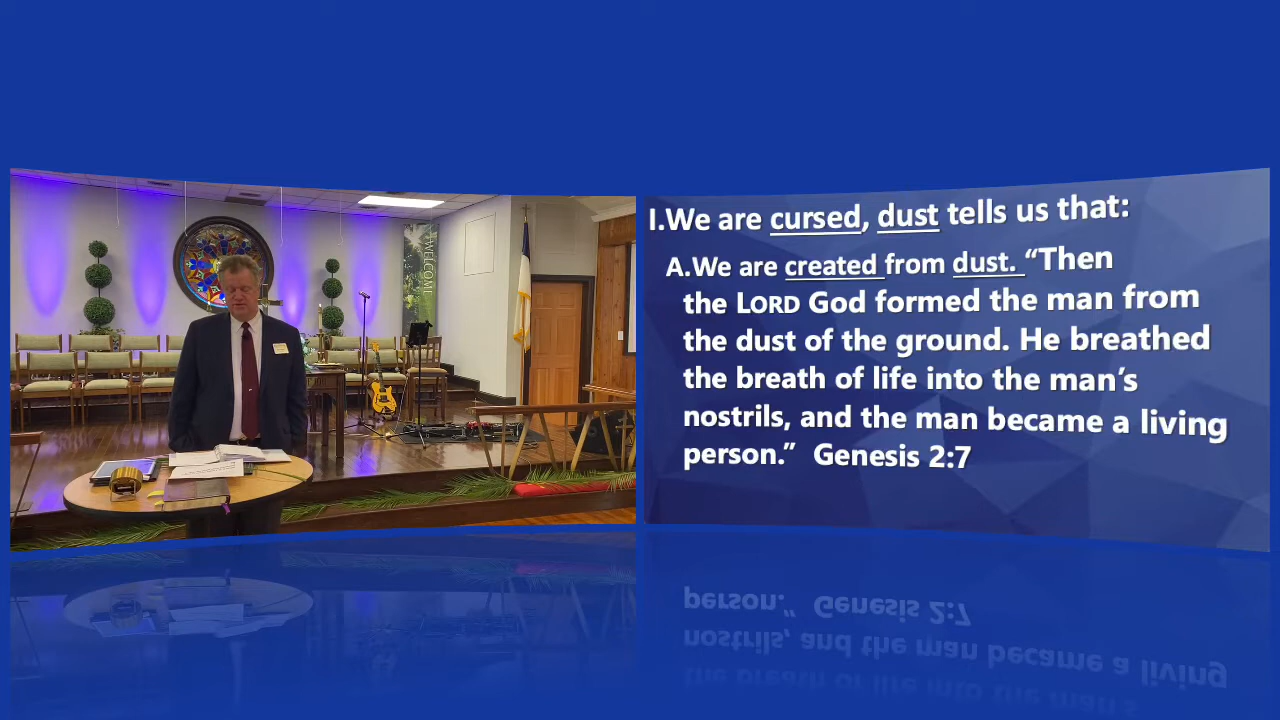 WELCOME
I.We are cursed, dust tells us that:
A.We are created from dust. “Then
the LORD God formed the man from
the dust of the ground. He breathed
the breath of life into the man’s
nostrils, and the man became a living
person.” Genesis 2:7